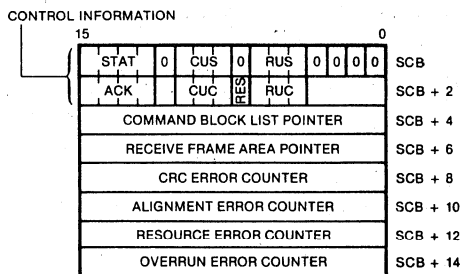 CONTROL INFORMATION
15 0
STAT 0 CUS 0 RUS 0 0 0 0 SCB
ACK CUC RES RUC SCB + 2
COMMAND BLOCK LIST POINTER SCB + 4
RECEIVE FRAME AREA POINTER SCB + 6
CRC ERROR COUNTER SCB + 8
ALIGNMENT ERROR COUNTER SCB + 10
RESOURCE ERROR COUNTER SCB + 12
OVERRUN ERROR COUNTER SCB + 14